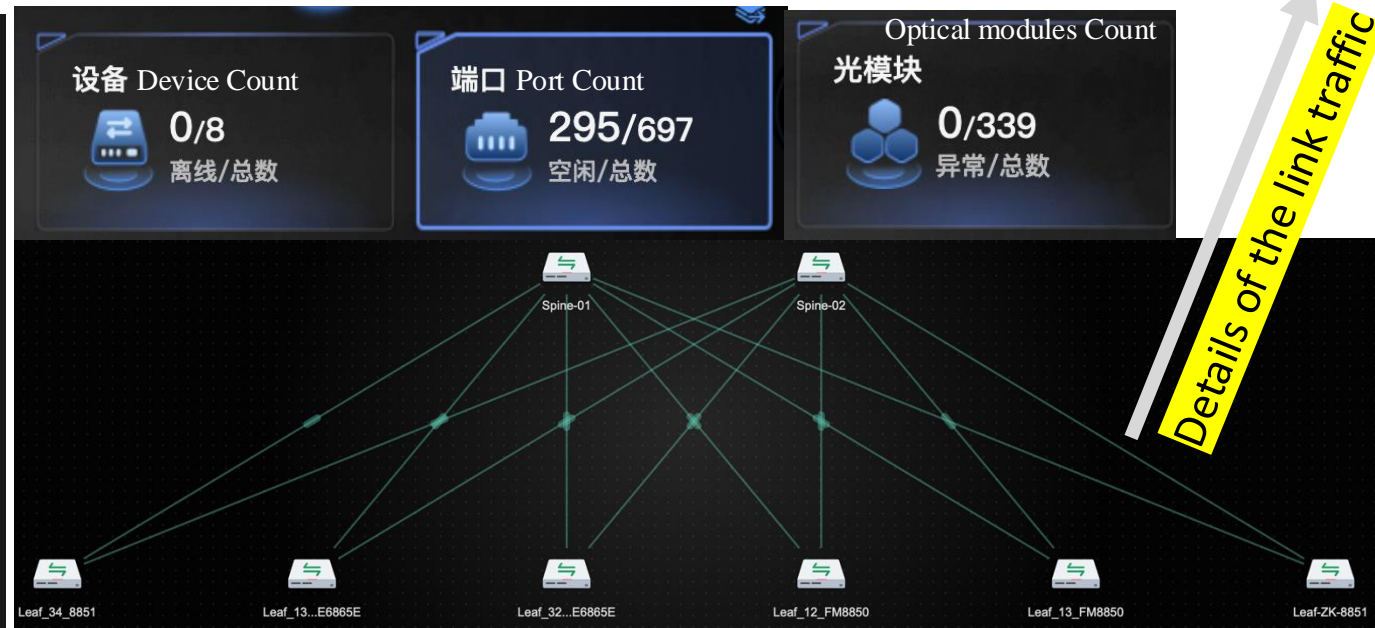 设备 Device Count
0/8
离线/总数
端口 Port Count
295/697
空闲/总数
Optical modules Count
光模块
0/339
异常/总数
Details of the link traffic
Spine-01
Spine-02
Leaf_34_8851
Leaf_13...E6865E
Leaf_32...E6865E
Leaf_12_FM8850
Leaf_13_FM8850
Leaf-ZK-8851